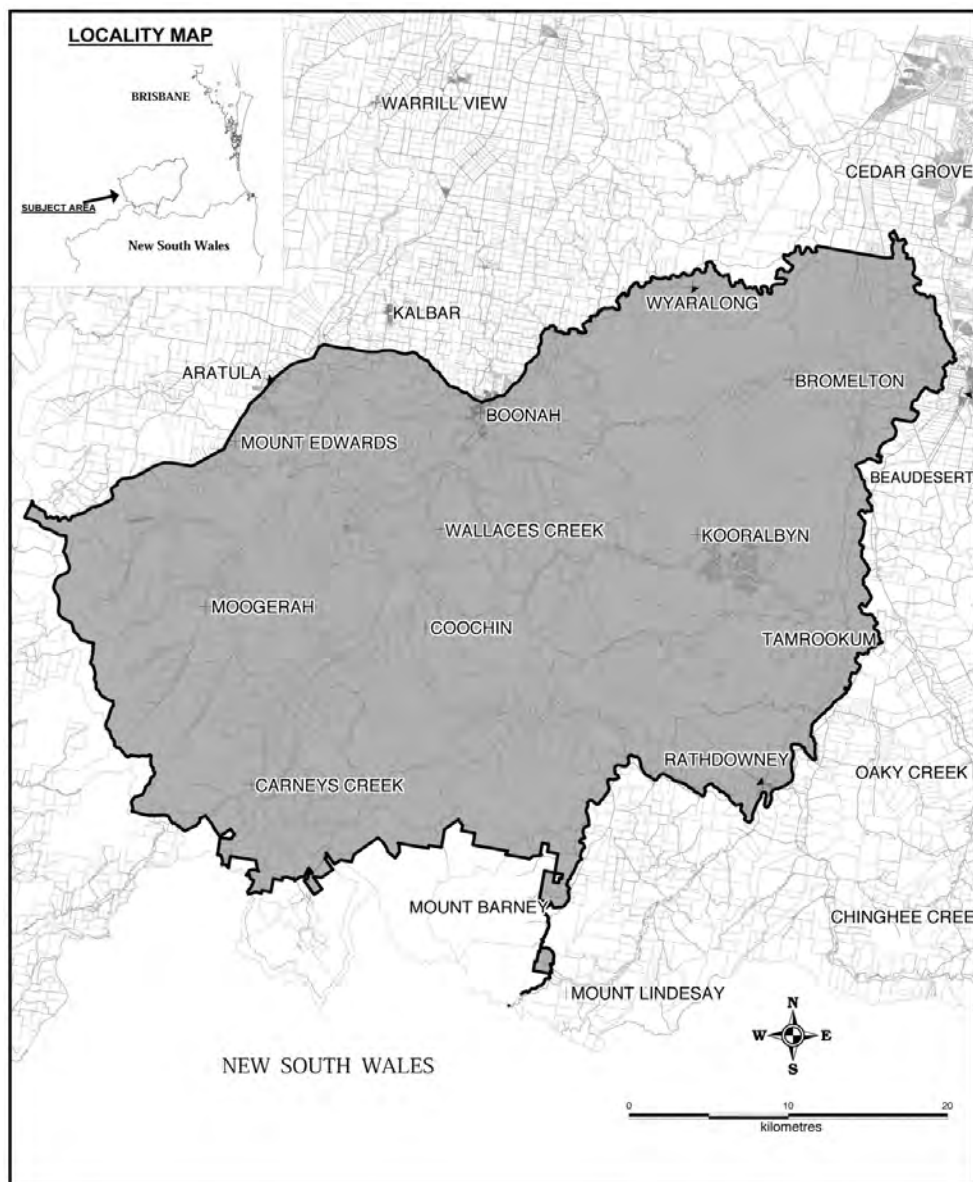 LOCALITY MAP
BRISBANE
SUBJECT AREA
New South Wales
WARRILL VIEW
CEDAR GROVE
WYARALONG
KALBAR
ARATULA
BROMELTON
BOONAH
MOUNT EDWARDS
BEAUDESERT
WALLACES CREEK
KOORALBYN
MOOGERAH
COOCHIN
TAMROOKUM
RATHDOWNEY
OAKY CREEK
CARNEYS CREEK
MOUNT BARNEY
CHINGHEE CREE
MOUNT LINDESAY
N
W E
S
NEW SOUTH WALES
0 10 20
kilometres